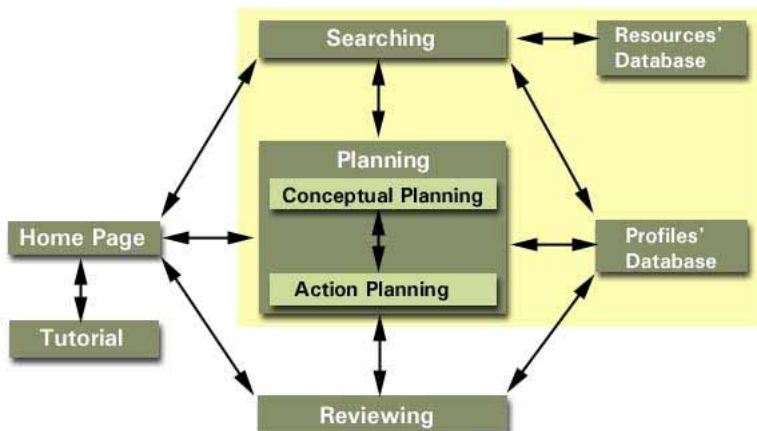 Searching
Resources'
Database
Planning
Conceptual Planning
Home Page
Profiles'
Database
Action Planning
Tutorial
Reviewing